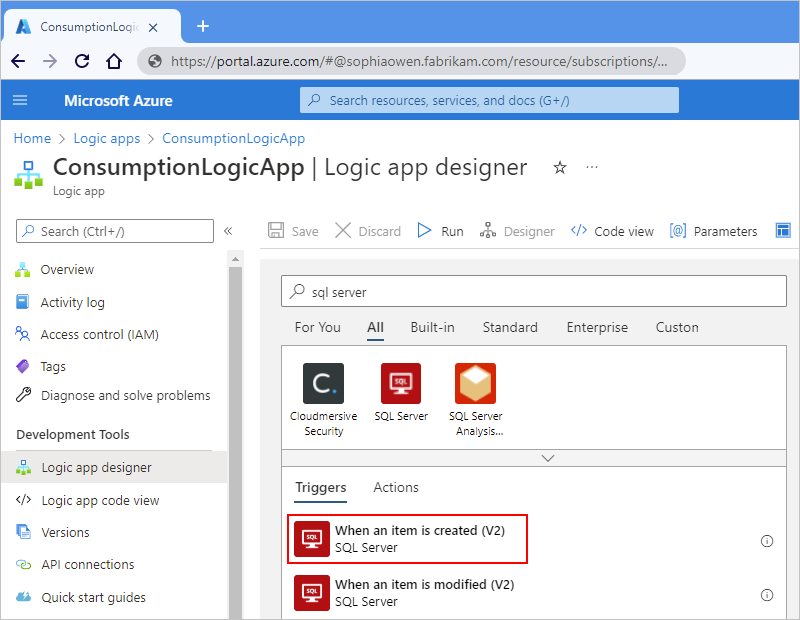 ConsumptionLogic
https://portal.azure.com/#@sophiaowen.fabrikam.com/resource/subscriptions/...
Microsoft Azure
Search resources, services, and docs (G+/)
Home > Logic apps > ConsumptionLogicApp
ConsumptionLogicApp | Logic app designer
Logic app
Search (Ctrl+/)
Save
Discard
Run
Designer
Code view
Parameters
Overview
Activity log
Access control (IAM)
Tags
Diagnose and solve problems
Development Tools
Logic app designer
Logic app code view
Versions
API connections
Quick start guides
sql server
For You
All
Built-in
Standard
Enterprise
Custon
Cloudmersive
Security
SQL
SQL Server
SQL Server
Analysis...
Triggers
Actions
SQL
When an item is created (V2)
SQL Server
SQL
When an item is modified (V2)
SQL Server